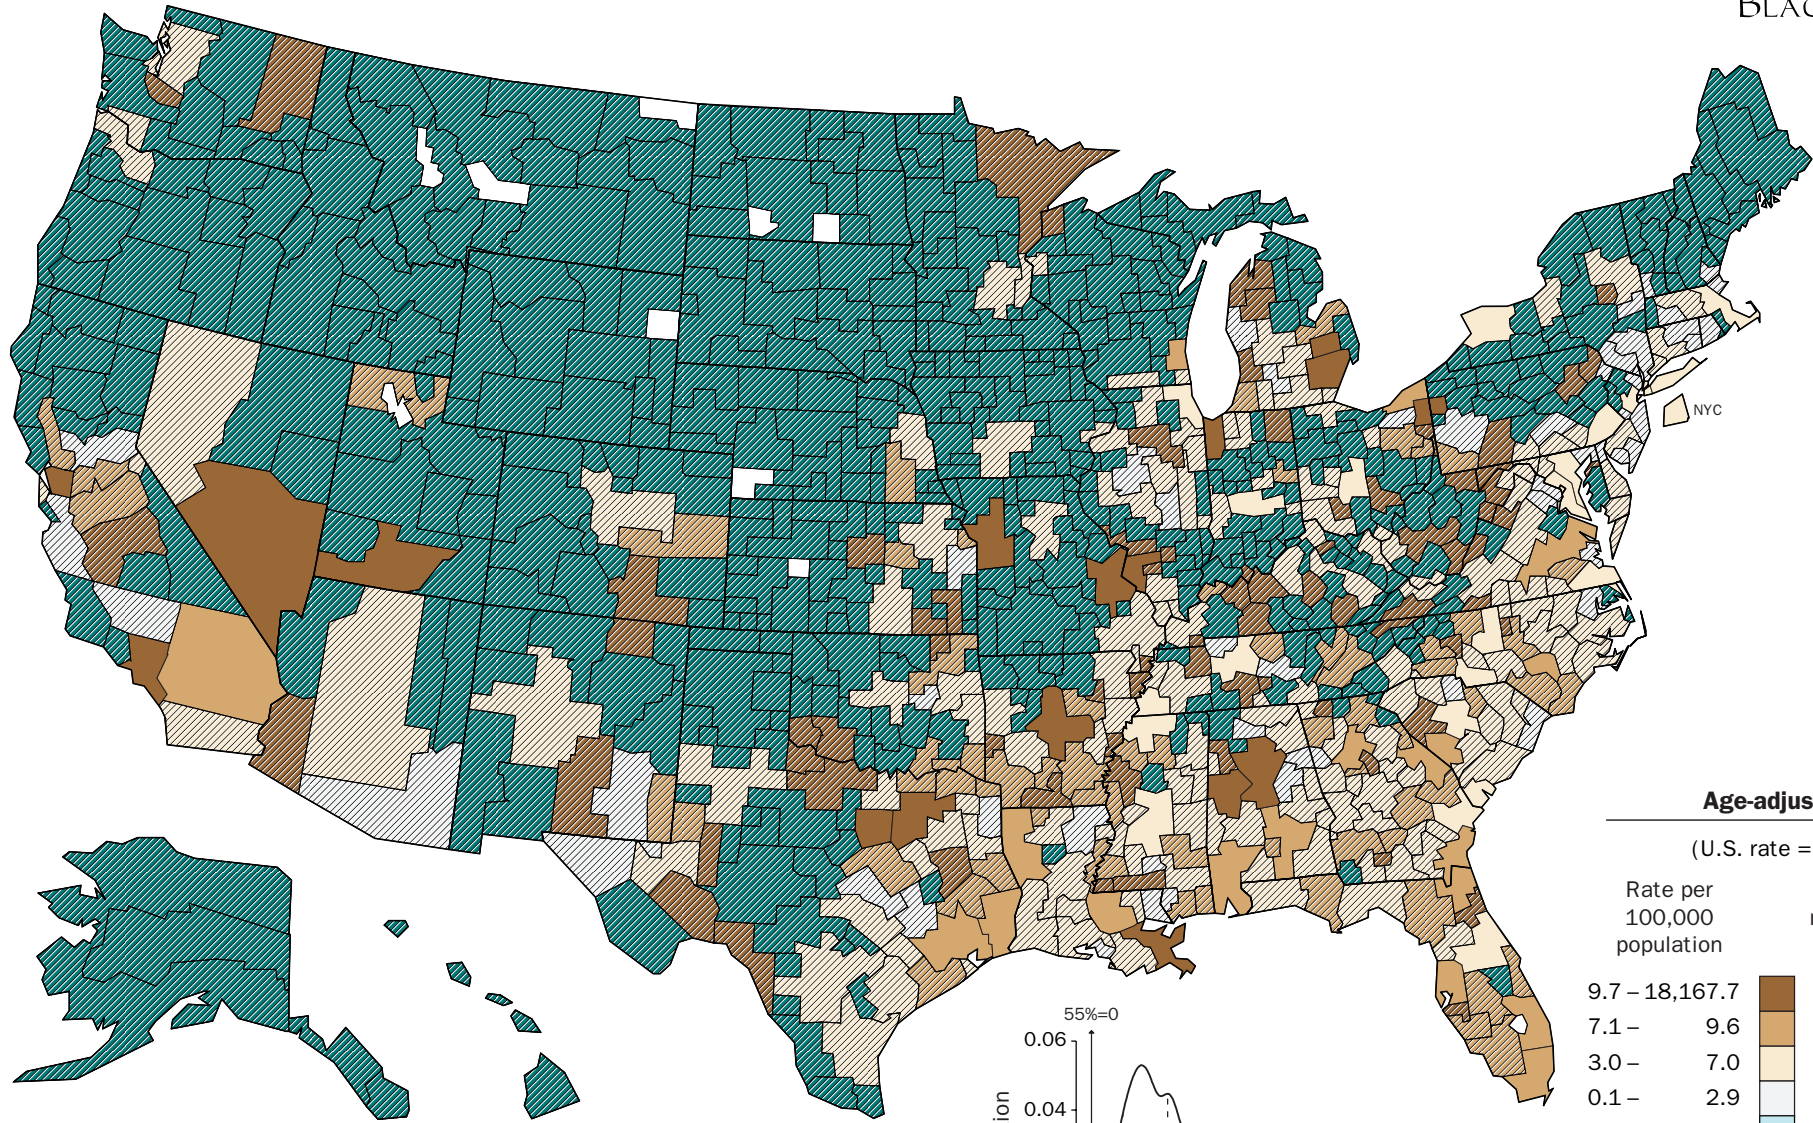 BLAC
NYC
Age-adjus
(U.S. rate =
Rate per
100,000
population
9.7 – 18,167.7
7.1 – 9.6
3.0 – 7.0
0.1 – 2.9
55%=0
0.06
0.04
ion